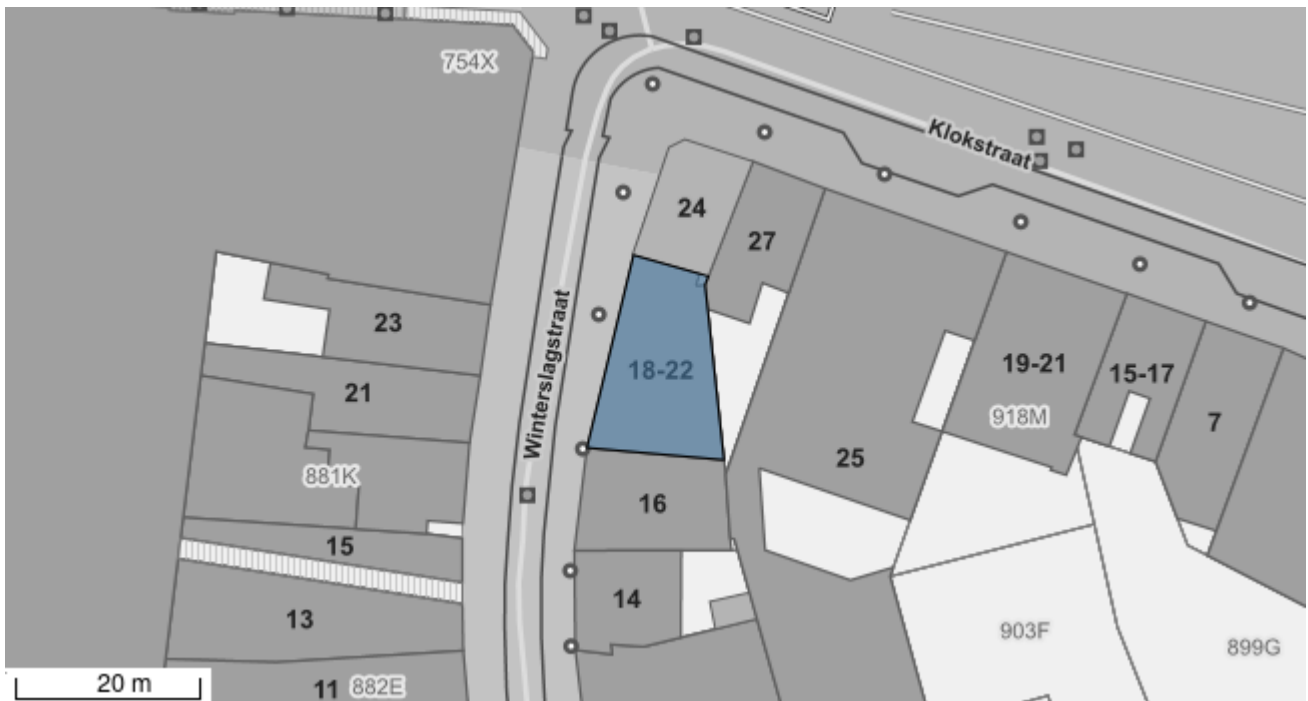 754X
Klokstraat
24
27
23
Winterslagstraat
18-22
19-21
15-17
21
918M
7
25
881K
16
15
14
13
903F
899G
11
882E
20 m